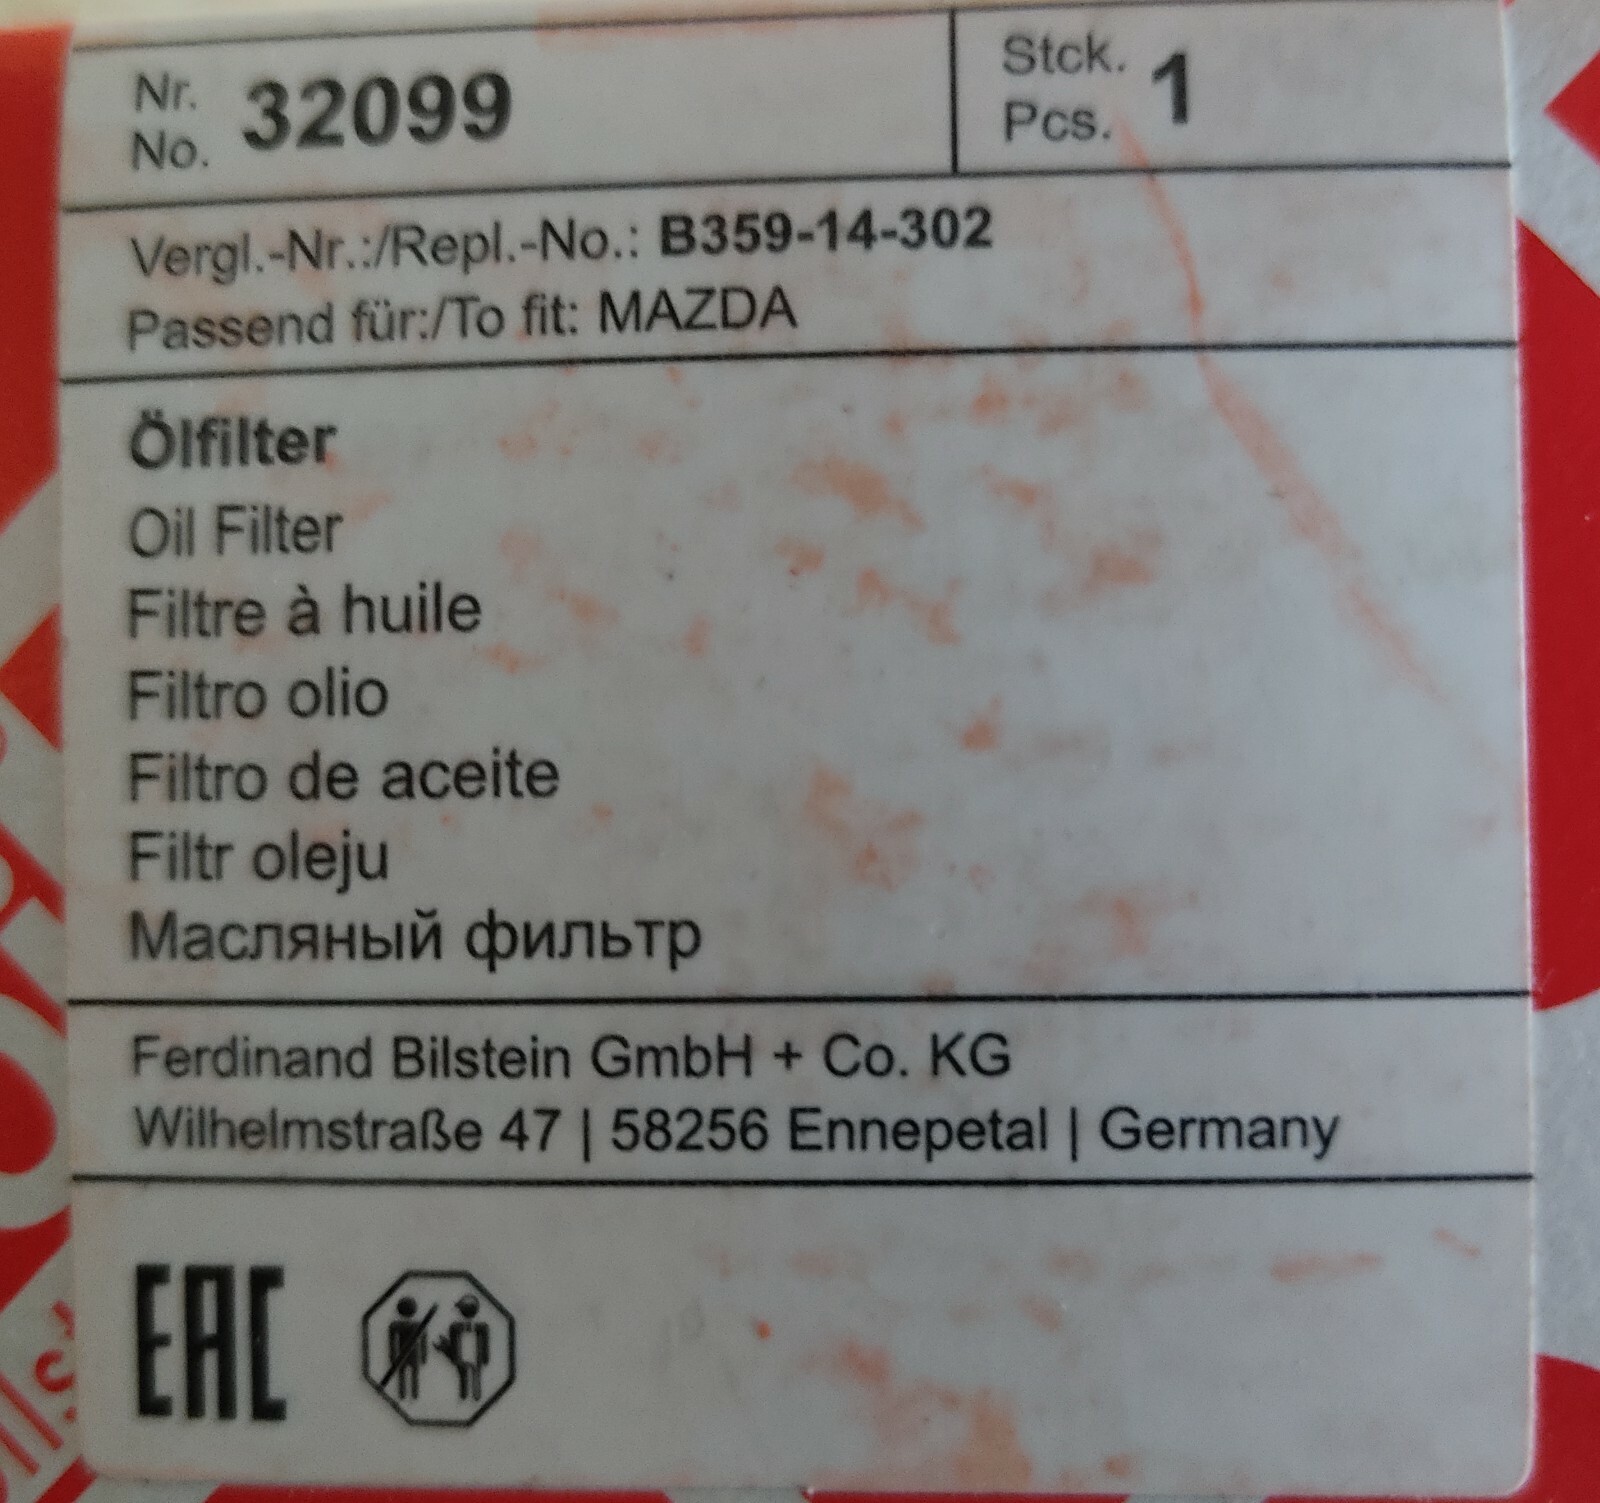 Nr. 32099
No.
Stck. 1
Pcs.
Vergl.-Nr.:/Repl.-No.: B359-14-302
Passend für:/To fit: MAZDA
Ölfilter
Oil Filter
Filtre à huile
Filtro olio
Filtro de aceite
Filtr oleju
Масляный фильтр
Ferdinand Bilstein GmbH + Co. KG
Wilhelmstraße 47 | 58256 Ennepetal | Germany
EAC